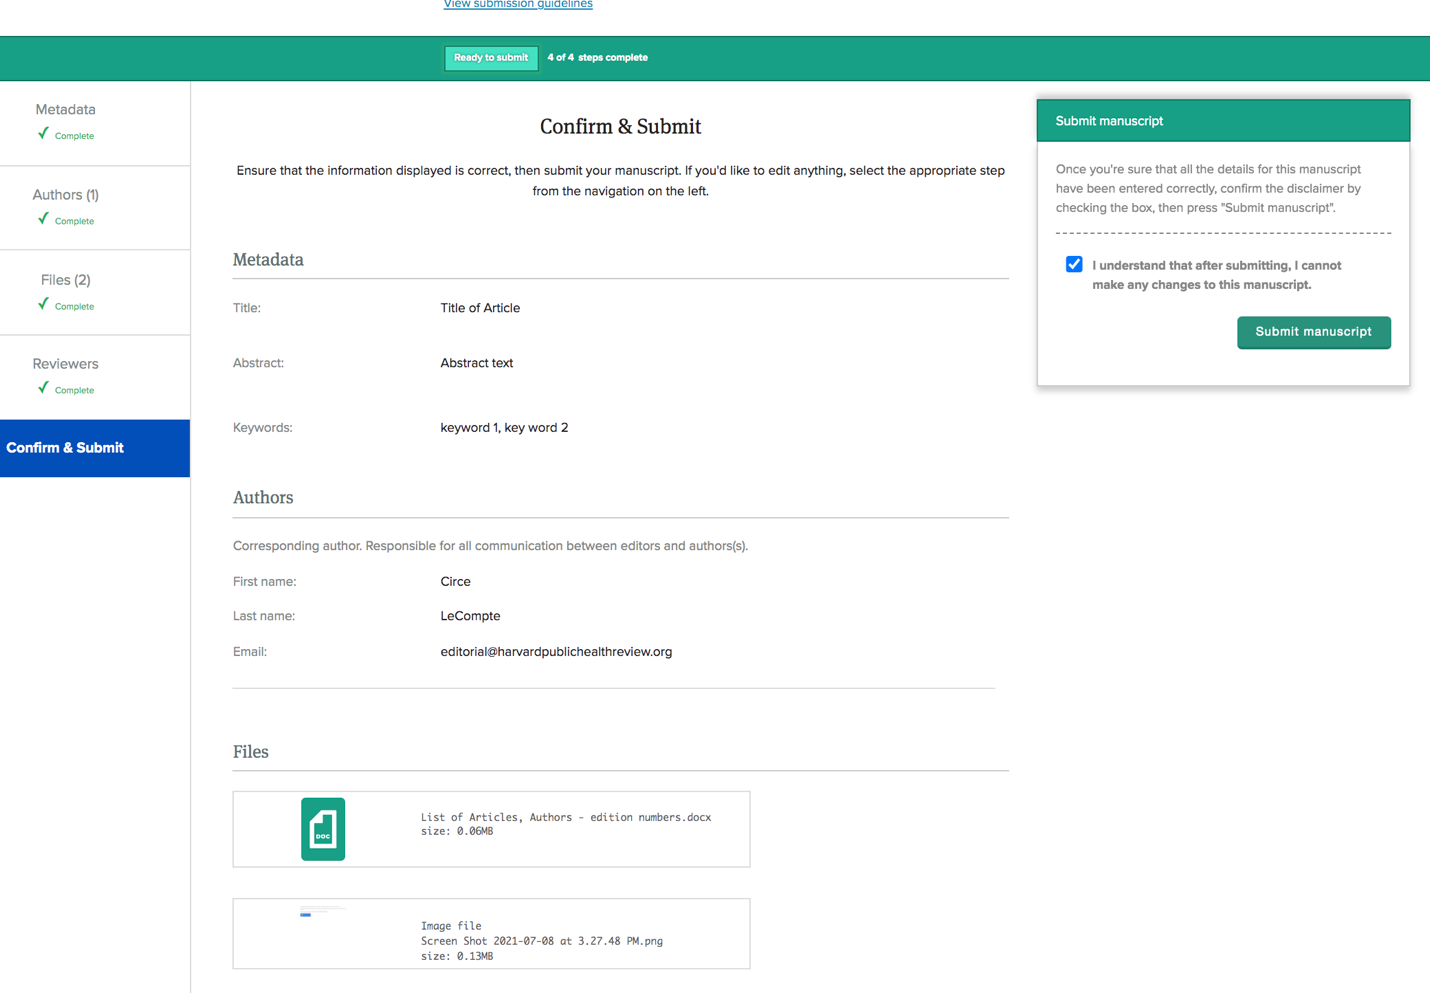 View submission guidelines
Ready to submit 4 of 4 steps complete
Metadata
Complete
Authors (1)
Complete
Files (2)
Complete
Reviewers
Complete
Confirm & Submit
Confirm & Submit
Ensure that the information displayed is correct, then submit your manuscript. If you'd like to edit anything, select the appropriate step
from the navigation on the left.
Metadata
Title: Title of Article
Abstract: Abstract text
Keywords: keyword 1, key word 2
Authors
Corresponding author. Responsible for all communication between editors and authors(s).
First name: Circe
Last name: LeCompte
Email: editorial@harvardpublichealthreview.org
Files
DOC
List of Articles, Authors - edition numbers.docx
size: 0.06MB
Image file
Screen Shot 2021-07-08 at 3.27.48 PM.png
size: 0.13MB
Submit manuscript
Once you're sure that all the details for this manuscript
have been entered correctly, confirm the disclaimer by
checking the box, then press "Submit manuscript".
I understand that after submitting, I cannot
make any changes to this manuscript.
Submit manuscript